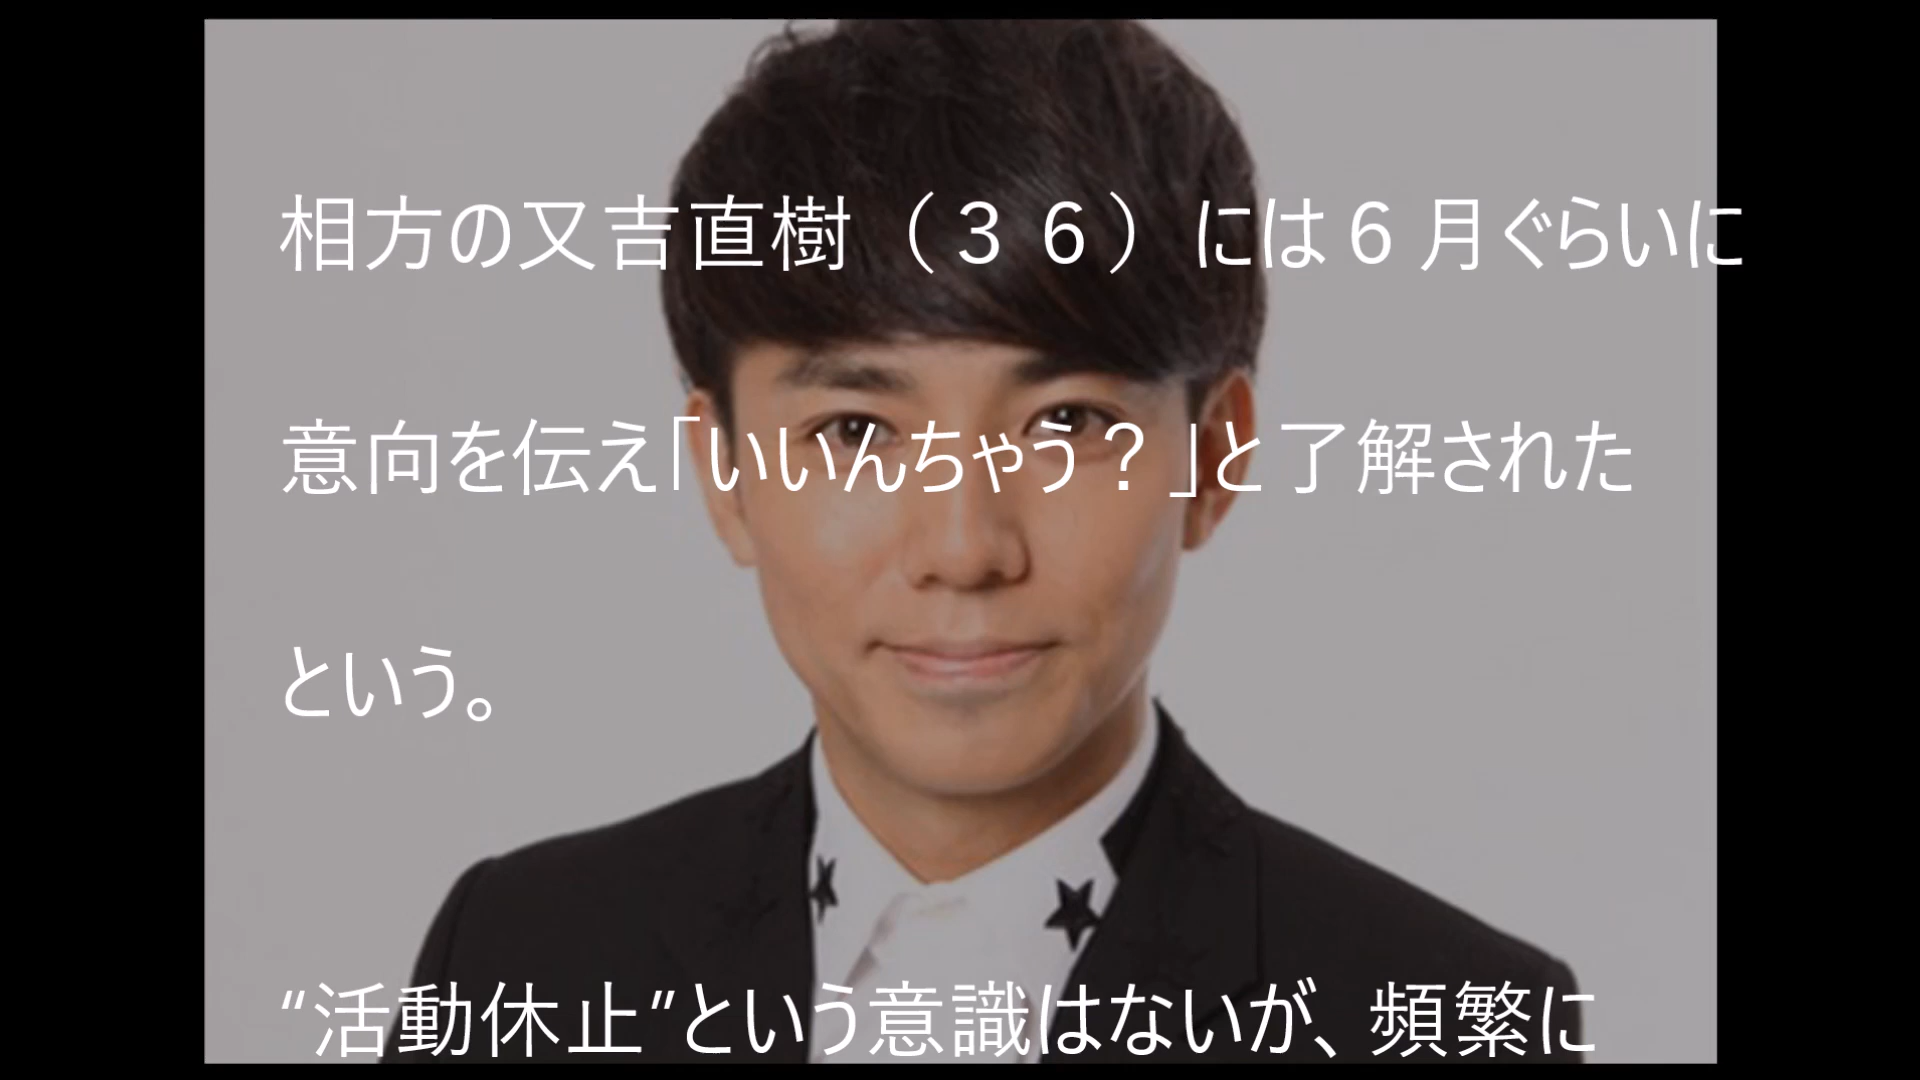 相方の又吉直樹（３６）には６月ぐらいに
意向を伝え「いいんちゃう？」と了解された
という。
“活動休止”という意識はないが、頻繁に